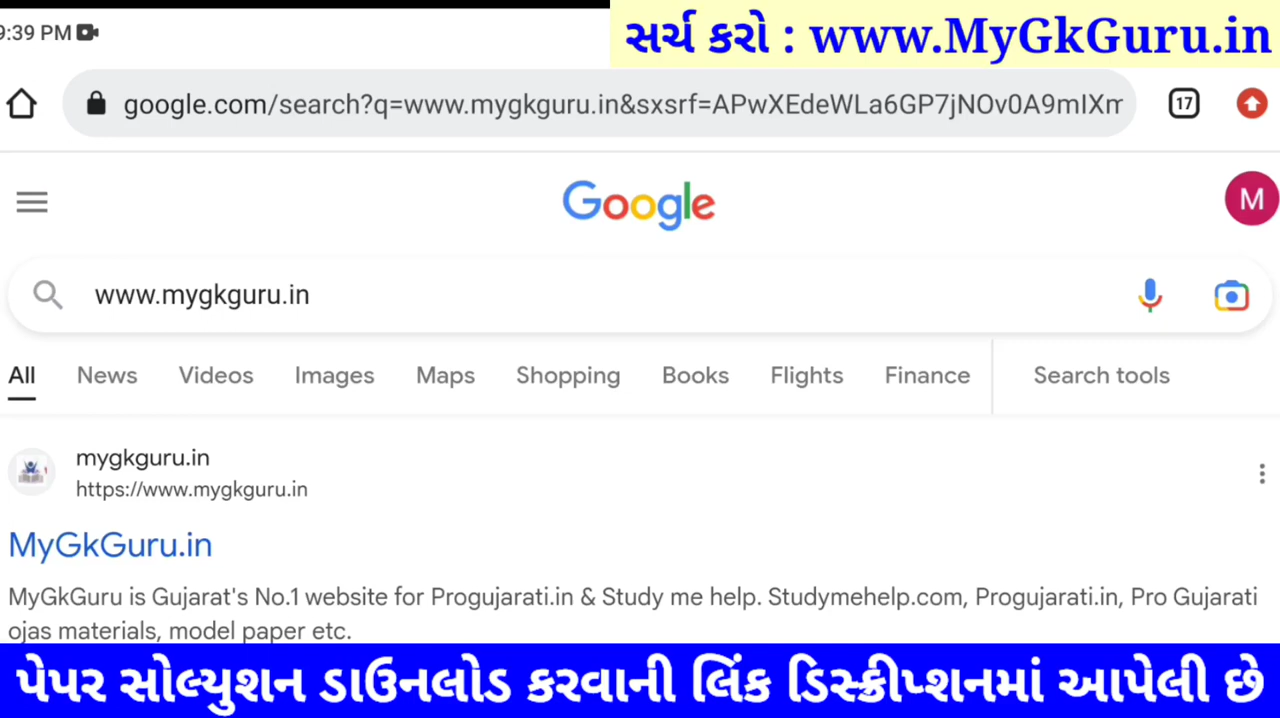 9:39 PM
સર્ચ કરો : www.MyGkGuru.in
google.com/search?q=www.mygkguru.in&sxsrf=APwXEdeWLa6GP7jNOv0A9mIXm
17
Google
M
www.mygkguru.in
All News Videos Images Maps Shopping Books Flights Finance Search tools
mygkguru.in
https://www.mygkguru.in
MyGkGuru.in
MyGkGuru is Gujarat's No.1 website for Progujarati.in & Study me help. Studymehelp.com, Progujarati.in, Pro Gujarati
ojas materials, model paper etc.
પેપર સોલ્યુશન ડાઉનલોડ કરવાની લિંક ડિસ્ક્રીપ્શનમાં આપેલી છે